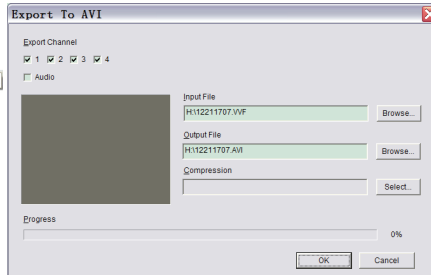 Export To AVI
Export Channel
1 2 3 4
Audio
Input File
H:\12211707.VVF
Browse...
Output File
H:\12211707.AVI
Browse...
Compression
Select...
Progress
0%
OK Cancel